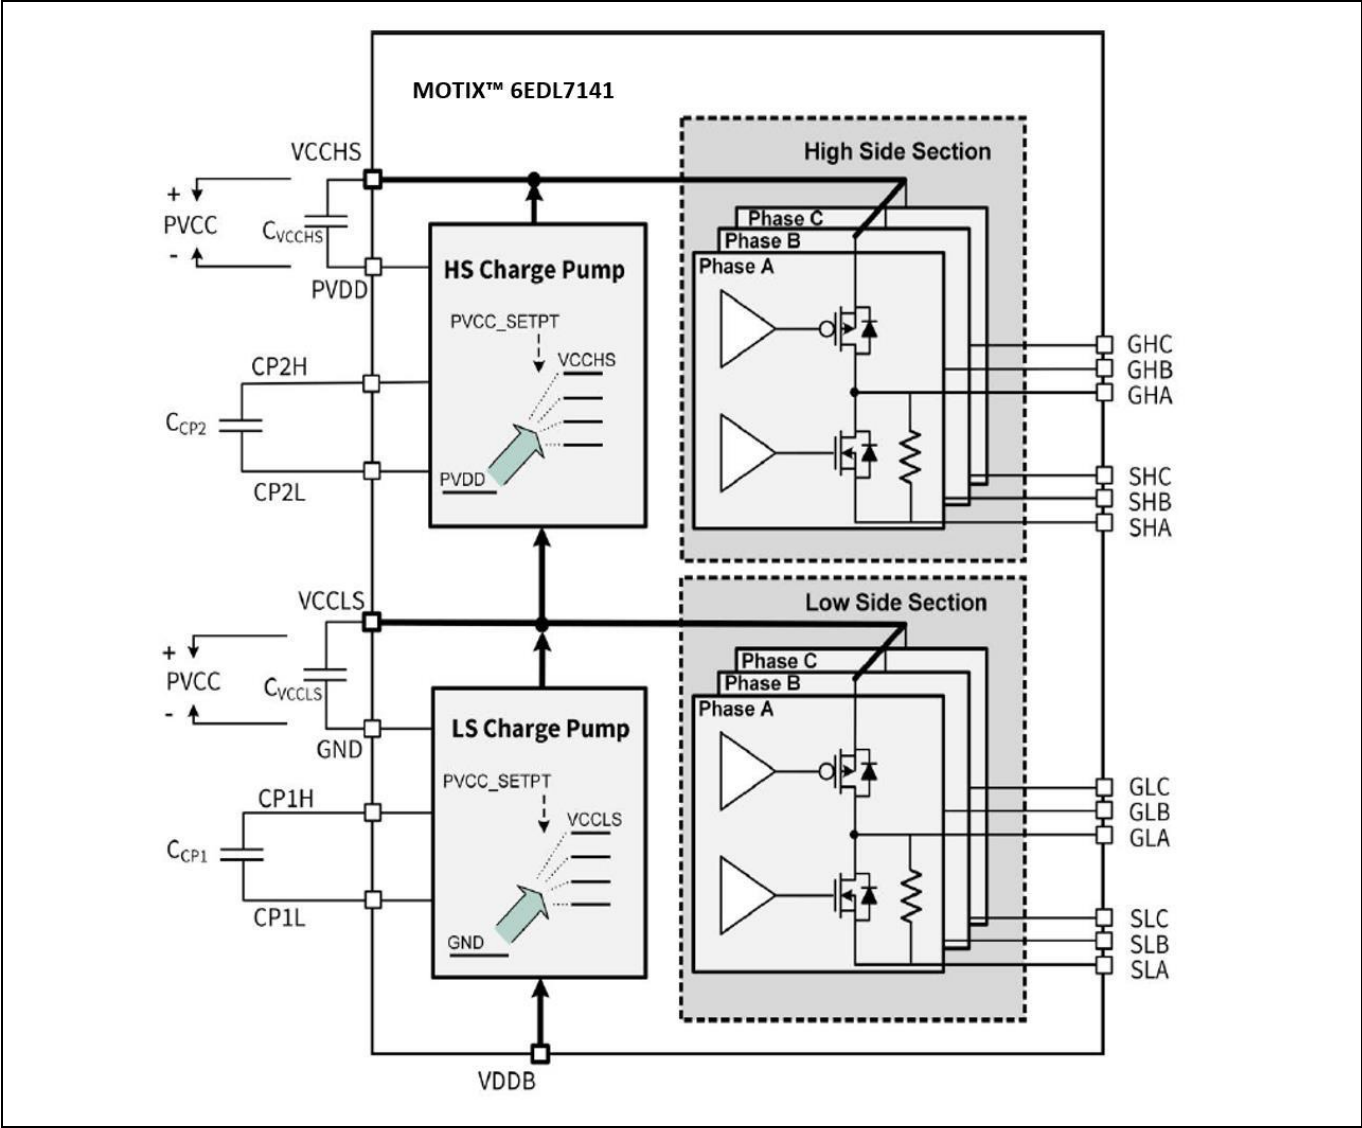 MOTIX™ 6EDL7141
VCCHS
High Side Section
+
PVCC
-
CVCCHS
PVDD
HS Charge Pump
PVCC_SETPT
VCCHS
PVDD
Phase C
Phase B
Phase A
CP2H
CCP2
CP2L
GHC
GHB
GHA
SHC
SHB
SHA
VCCLS
Low Side Section
+
PVCC
-
CVCCLS
GND
LS Charge Pump
PVCC_SETPT
VCCLS
GND
Phase C
Phase B
Phase A
CP1H
CCP1
CP1L
GLC
GLB
GLA
SLC
SLB
SLA
VDDB